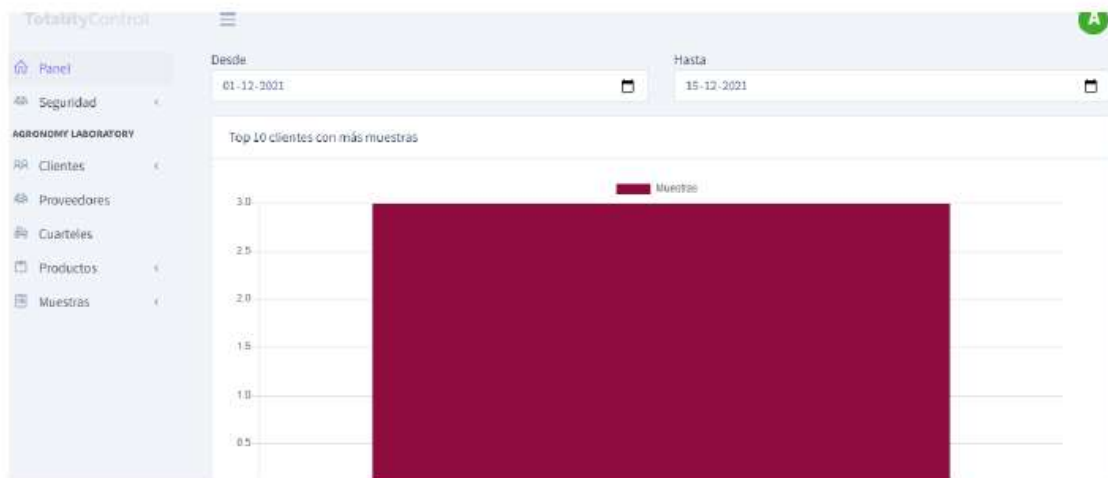 TotalityControl
A
Panel
Seguridad
AGRONOMY LABORATORY
Clientes
Proveedores
Cuarteles
Productos
Muestras
Desde
Hasta
01-12-2021
15-12-2021
Top 10 clientes con más muestras
Muestras
3.0
2.5
2.0
1.5
1.0
0.5